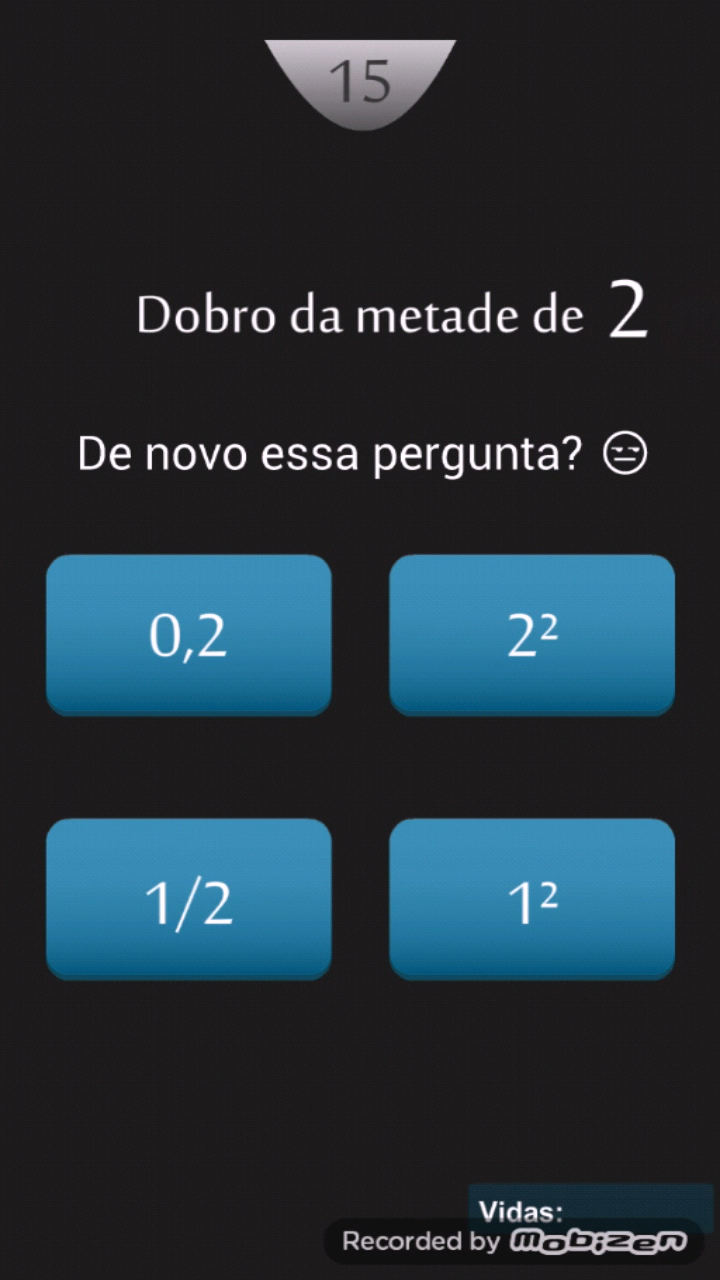 15
Dobro da metade de 2
De novo essa pergunta? 😒
0,2
2²
1/2
1²
Vidas:
Recorded by mobizen